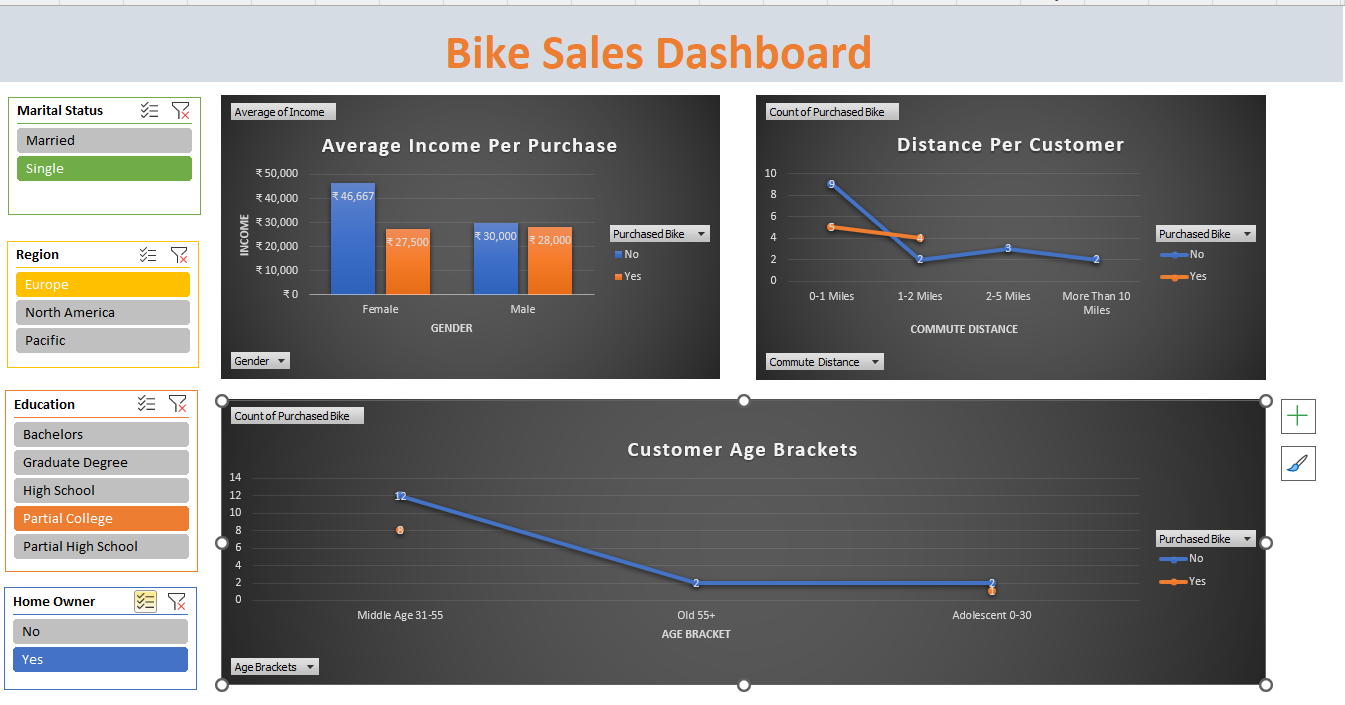 Bike Sales Dashboard
Marital Status
Married
Single
Region
Europe
North America
Pacific
Education
Bachelors
Graduate Degree
High School
Partial College
Partial High School
Home Owner
No
Yes
Average of Income
Average Income Per Purchase
₹ 50,000
₹ 40,000
₹ 30,000
₹ 20,000
₹ 10,000
₹ 0
INCOME
₹ 46,667
₹ 27,500
₹ 30,000
₹ 28,000
Female
Male
GENDER
Purchased Bike
No
Yes
Gender
Count of Purchased Bike
Distance Per Customer
10
8
6
4
2
0
9
5
4
2
3
2
0-1 Miles
1-2 Miles
2-5 Miles
More Than 10
Miles
COMMUTE DISTANCE
Purchased Bike
No
Yes
Commute Distance
Count of Purchased Bike
Customer Age Brackets
14
12
10
8
6
4
2
0
12
8
2
2
1
Middle Age 31-55
Old 55+
Adolescent 0-30
AGE BRACKET
Purchased Bike
No
Yes
Age Brackets